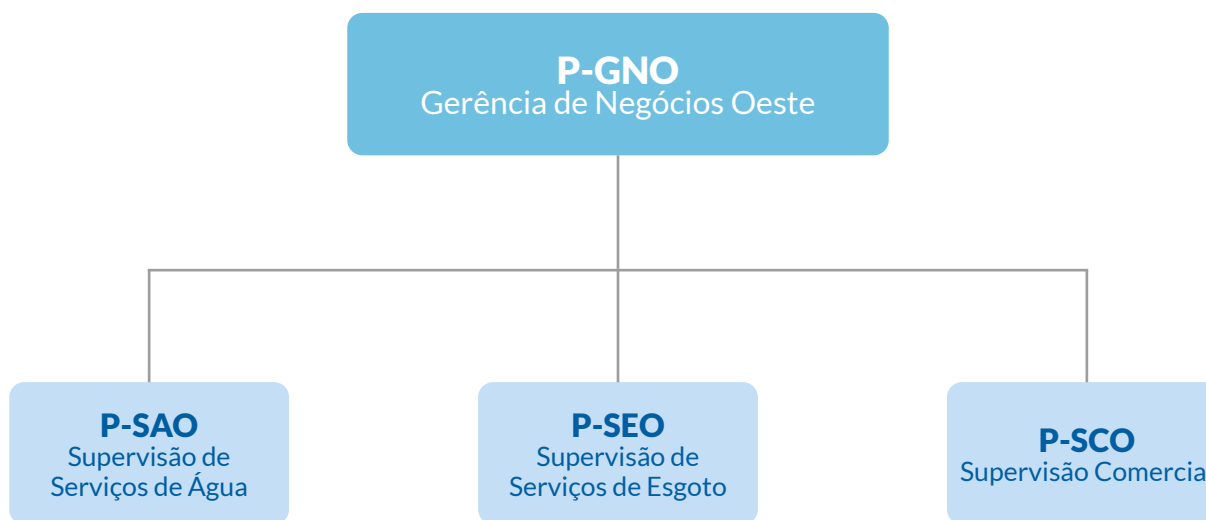 P-GNO
Gerência de Negócios Oeste
P-SAO
Supervisão de
Serviços de Água
P-SEO
Supervisão de
Serviços de Esgoto
P-SCO
Supervisão Comercia